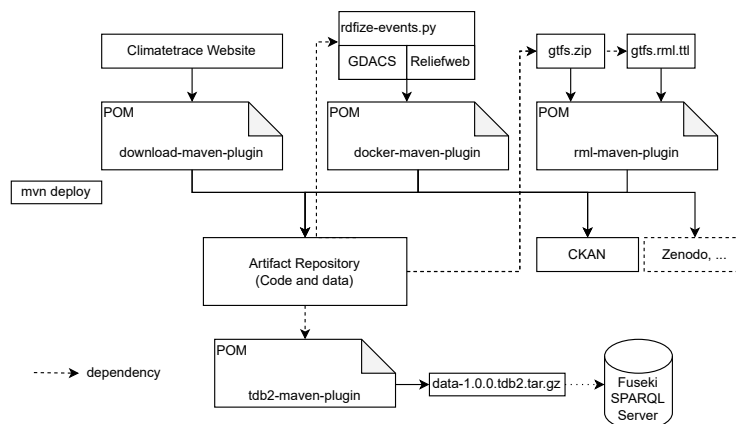 rdfize-events.py
Climatetrace Website
GDACS
Reliefweb
gtfs.zip
gtfs.rml.ttl
POM
download-maven-plugin
POM
docker-maven-plugin
POM
rml-maven-plugin
mvn deploy
Artifact Repository
(Code and data)
CKAN
Zenodo, ...
POM
tdb2-maven-plugin
dependency
data-1.0.0.tdb2.tar.gz
Fuseki
SPARQL
Server